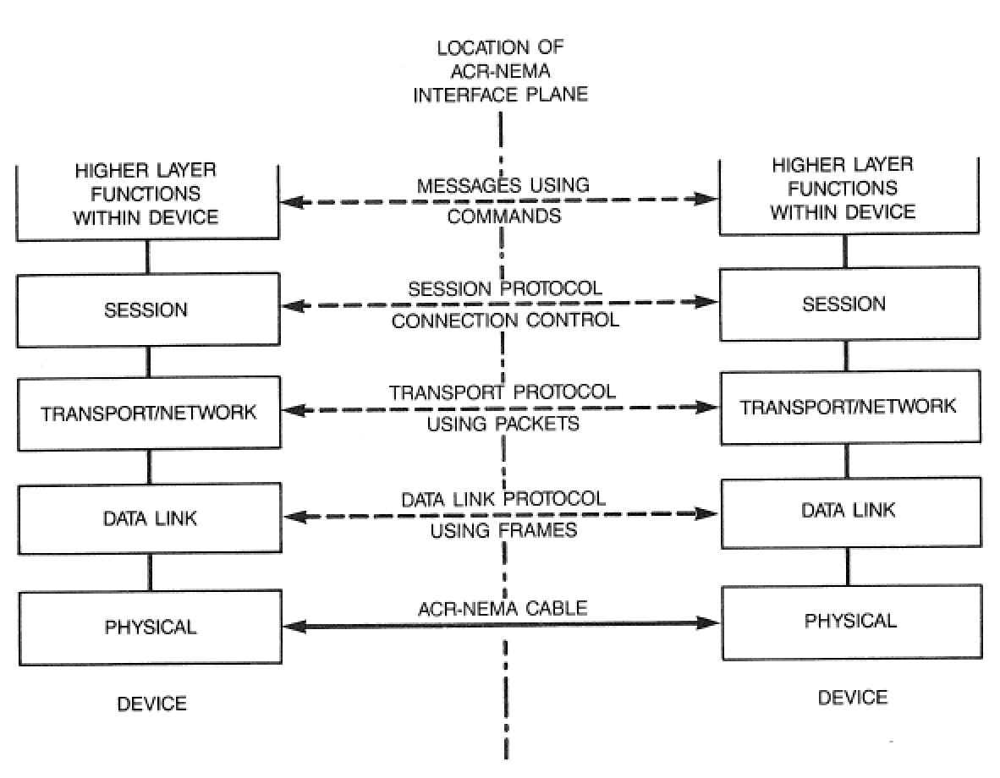 LOCATION OF
ACR-NEMA
INTERFACE PLANE
HIGHER LAYER
FUNCTIONS
WITHIN DEVICE
MESSAGES USING
COMMANDS
HIGHER LAYER
FUNCTIONS
WITHIN DEVICE
SESSION
SESSION PROTOCOL
CONNECTION CONTROL
SESSION
TRANSPORT/NETWORK
TRANSPORT PROTOCOL
USING PACKETS
TRANSPORT/NETWORK
DATA LINK
DATA LINK PROTOCOL
USING FRAMES
DATA LINK
PHYSICAL
ACR-NEMA CABLE
PHYSICAL
DEVICE
DEVICE